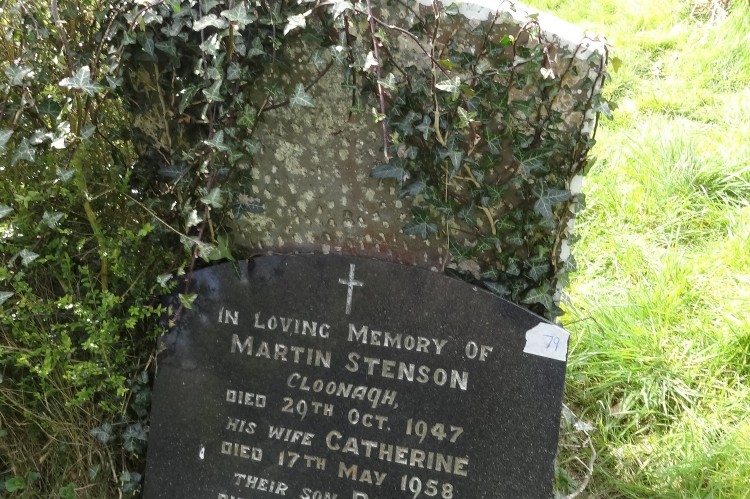 IN LOVING MEMORY OF
MARTIN STENSON
CLOONAGH,
DIED 29TH OCT. 1947
HIS WIFE CATHERINE
DIED 17TH MAY 1958
THEIR SON
79